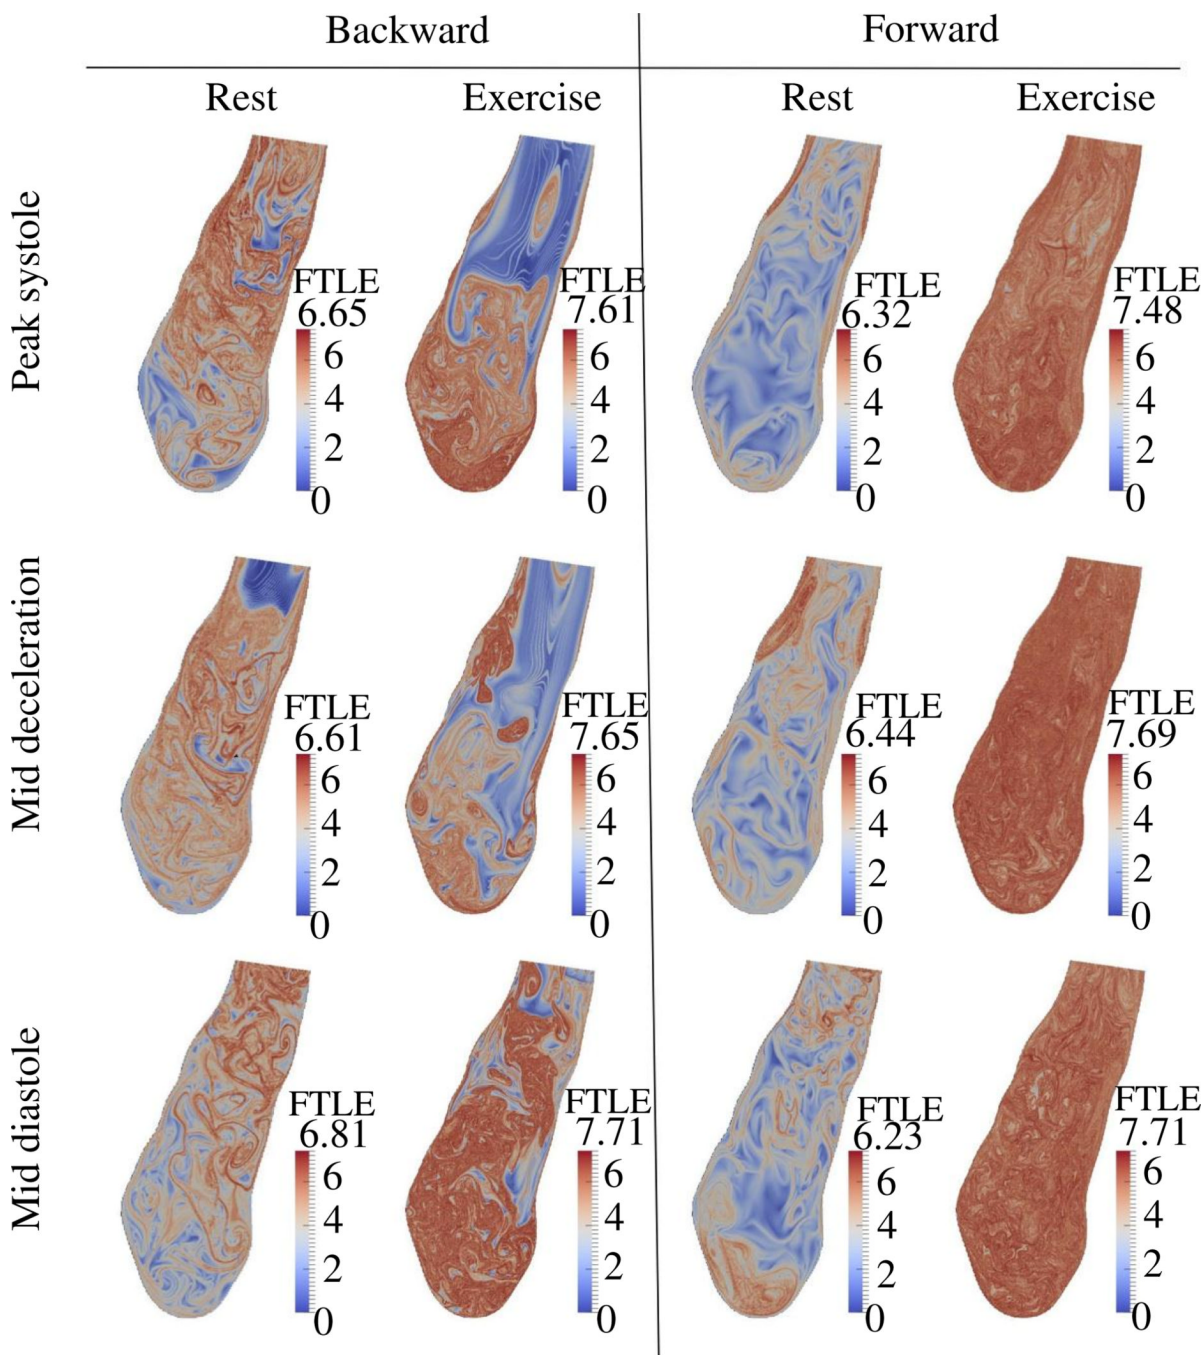 Backward
Forward
Rest
Exercise
Rest
Exercise
Peak systole
FTLE
6.65
6
4
2
0
FTLE
7.61
6
4
2
0
FTLE
6.32
6
4
2
0
FTLE
7.48
6
4
2
0
Mid deceleration
FTLE
6.61
6
4
2
0
FTLE
7.65
6
4
2
0
FTLE
6.44
6
4
2
0
FTLE
7.69
6
4
2
0
Mid diastole
FTLE
6.81
6
4
2
0
FTLE
7.71
6
4
2
0
FTLE
6.23
6
4
2
0
FTLE
7.71
6
4
2
0